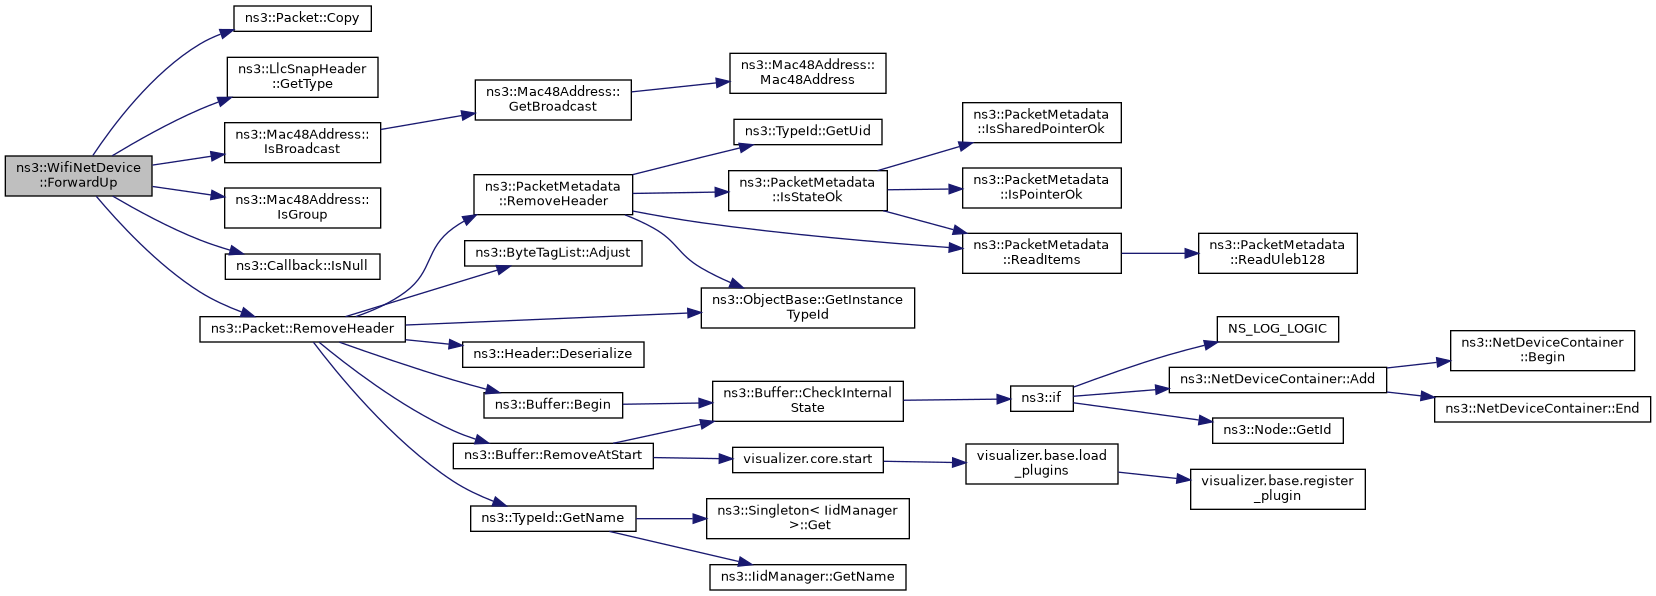 ns3::WifiNetDevice
::ForwardUp
ns3::Packet::Copy
ns3::LlcSnapHeader
::GetType
ns3::Mac48Address::
IsBroadcast
ns3::Mac48Address::
GetBroadcast
ns3::Mac48Address::
Mac48Address
ns3::Mac48Address::
IsGroup
ns3::Callback::IsNull
ns3::Packet::RemoveHeader
ns3::PacketMetadata
::RemoveHeader
ns3::TypeId::GetUid
ns3::PacketMetadata
::IsStateOk
ns3::PacketMetadata
::IsSharedPointerOk
ns3::PacketMetadata
::IsPointerOk
ns3::PacketMetadata
::ReadItems
ns3::PacketMetadata
::ReadUleb128
ns3::ByteTagList::Adjust
ns3::ObjectBase::GetInstance
TypeId
ns3::Header::Deserialize
ns3::Buffer::Begin
ns3::Buffer::CheckInternal
State
ns3::if
NS_LOG_LOGIC
ns3::NetDeviceContainer::Add
ns3::NetDeviceContainer
::Begin
ns3::NetDeviceContainer::End
ns3::Node::GetId
ns3::Buffer::RemoveAtStart
visualizer.core.start
visualizer.base.load
_plugins
visualizer.base.register
_plugin
ns3::TypeId::GetName
ns3::Singleton< IidManager
>::Get
ns3::IidManager::GetName